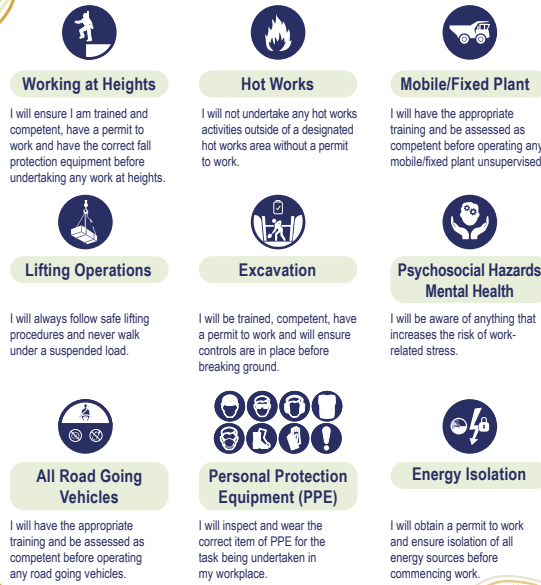 Working at Heights
I will ensure I am trained and
competent, have a permit to
work and have the correct fall
protection equipment before
undertaking any work at heights.
Hot Works
I will not undertake any hot works
activities outside of a designated
hot works area without a permit
to work.
Mobile/Fixed Plant
I will have the appropriate
training and be assessed as
competent before operating any
mobile/fixed plant unsupervised
Lifting Operations
I will always follow safe lifting
procedures and never walk
under a suspended load.
Excavation
I will be trained, competent, have
a permit to work and will ensure
controls are in place before
breaking ground.
Psychosocial Hazards
Mental Health
I will be aware of anything that
increases the risk of work-
related stress.
All Road Going
Vehicles
I will have the appropriate
training and be assessed as
competent before operating
any road going vehicles.
Personal Protection
Equipment (PPE)
I will inspect and wear the
correct item of PPE for the
task being undertaken in
my workplace.
Energy Isolation
I will obtain a permit to work
and ensure isolation of all
energy sources before
commencing work.